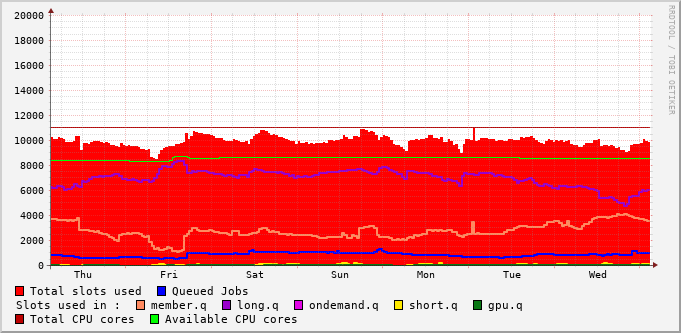 RRDTOOL / TOBI OETIKER
20000
18000
16000
14000
12000
10000
8000
6000
4000
2000
0
Thu Fri Sat Sun Mon Tue Wed
Total slots used Queued Jobs
Slots used in : member.q long.q ondemand.q short.q gpu.q
Total CPU cores Available CPU cores